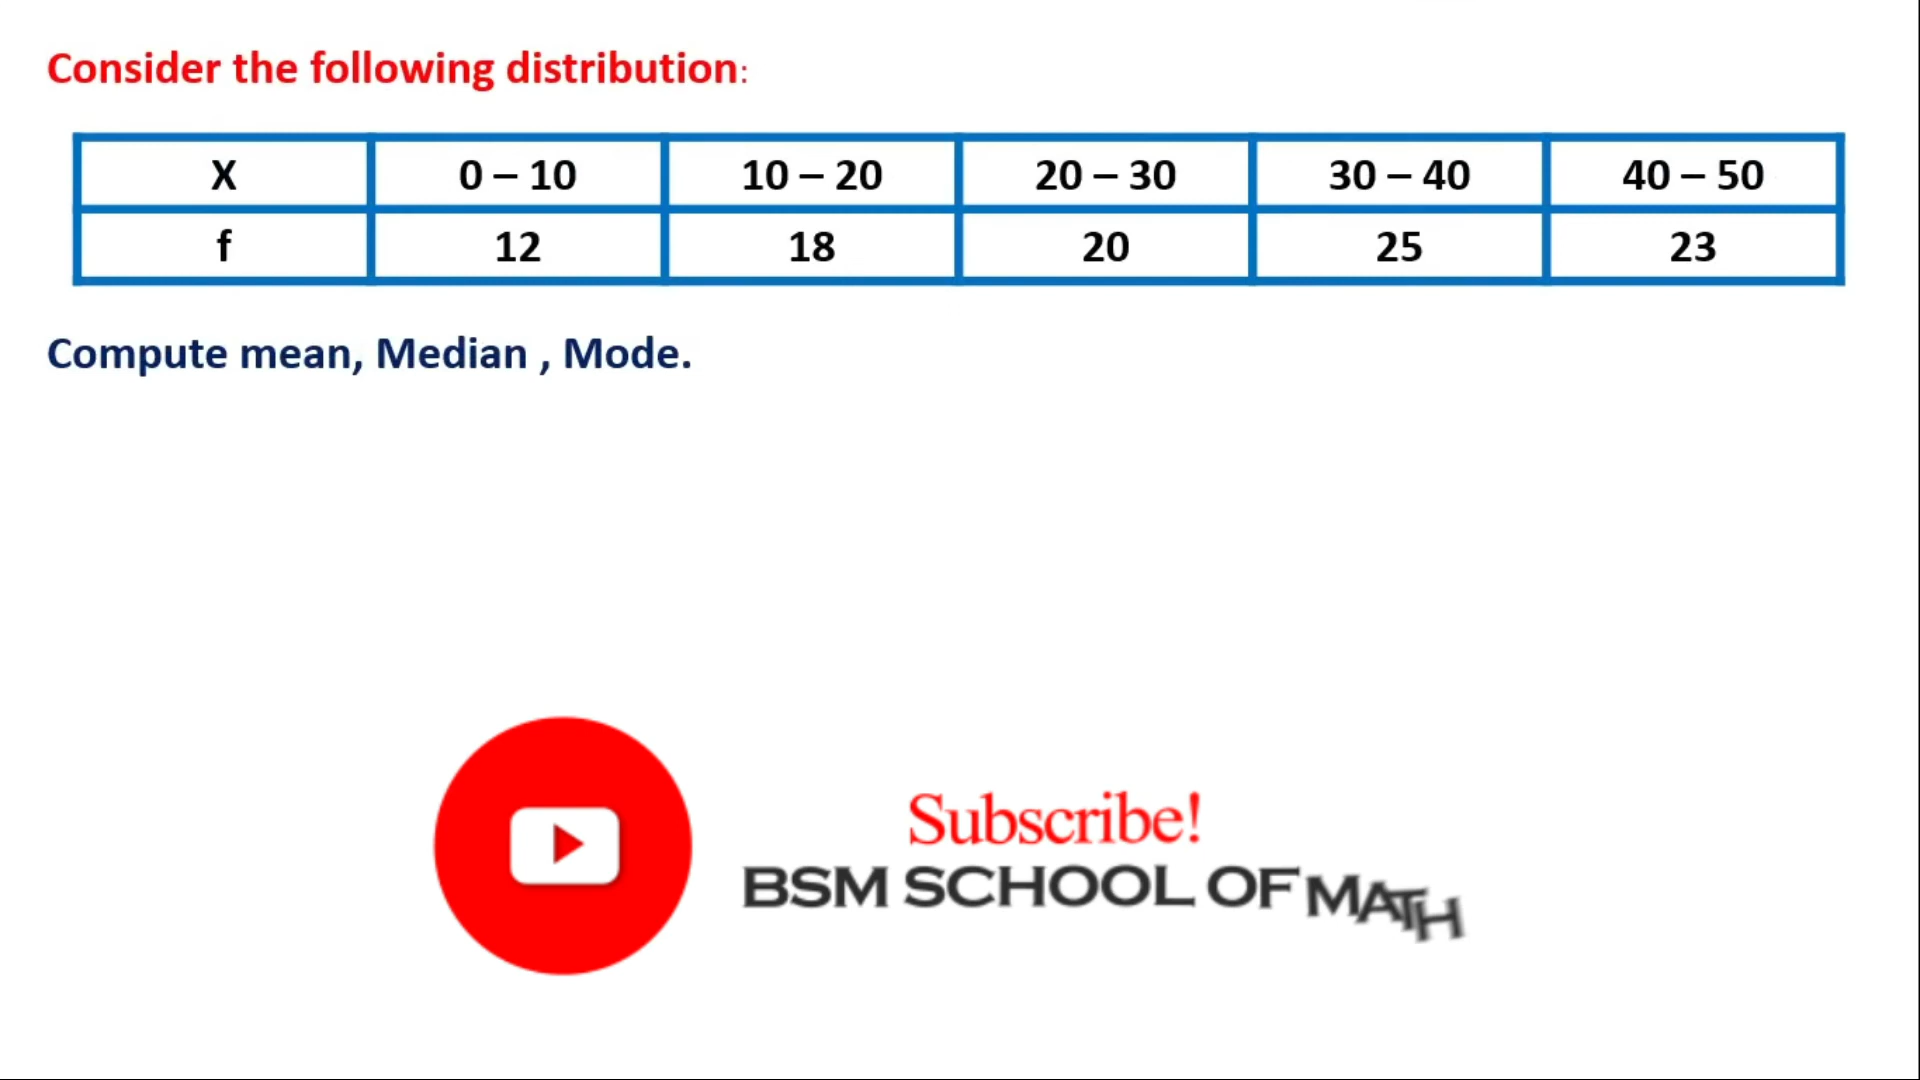 Consider the following distribution:
X 0 – 10 10 – 20 20 – 30 30 – 40 40 – 50
f 12 18 20 25 23
Compute mean, Median , Mode.
Subscribe!
BSM SCHOOL OF MATH